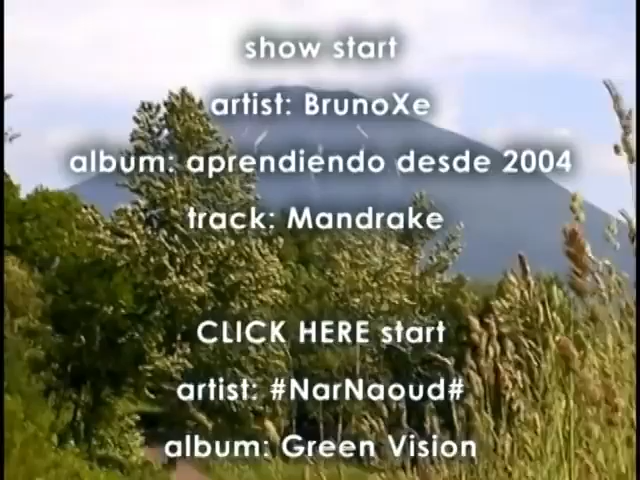 show start
artist: BrunoXe
album: aprendiendo desde 2004
track: Mandrake
CLICK HERE start
artist: #NarNaoud#
album: Green Vision